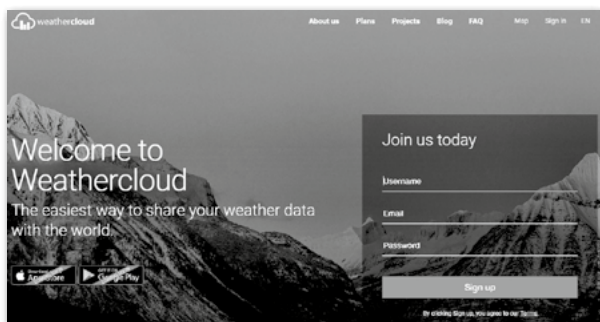 weathercloud
About us Plans Projects Blog FAQ Map Sign in EN
Welcome to
Weathercloud
The easiest way to share your weather data
with the world.
Join us today
Username
Email
Password
App Store
Google Play
Sign up
By clicking Sign up, you agree to our Terms.